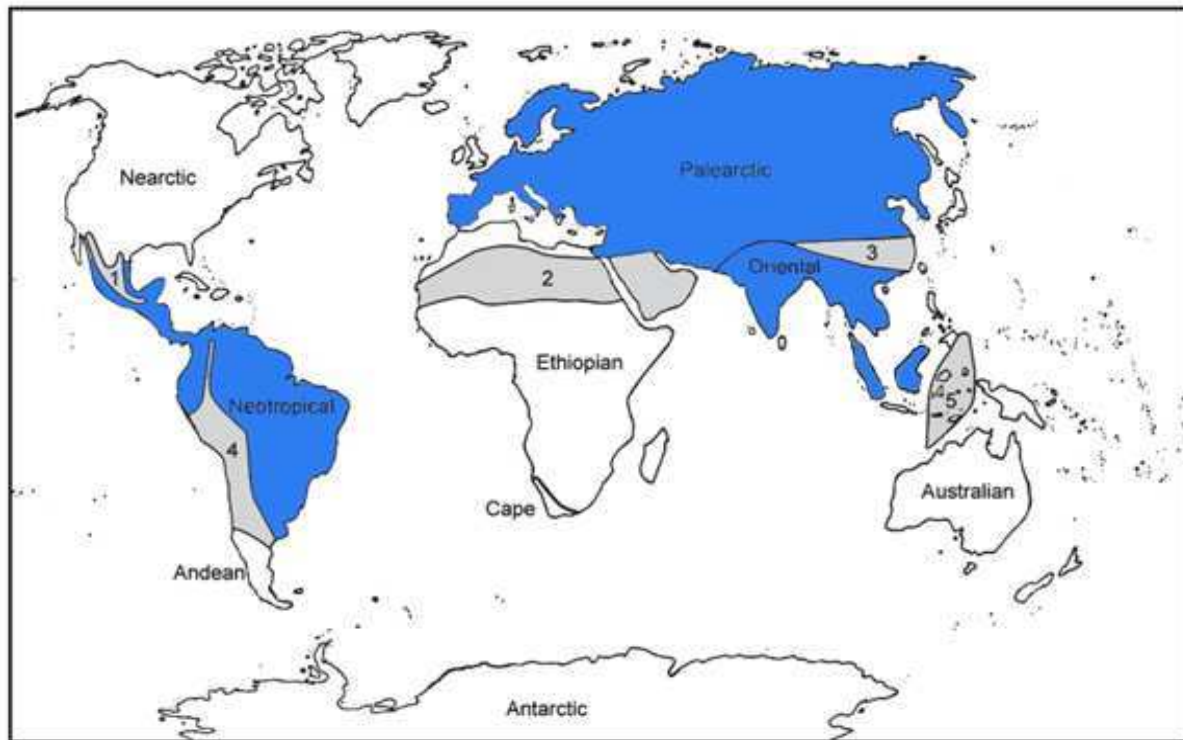 Nearctic
Palearctic
1
2
3
Oriental
Ethiopian
Neotropical
4
5
Cape
Australian
Andean
Antarctic